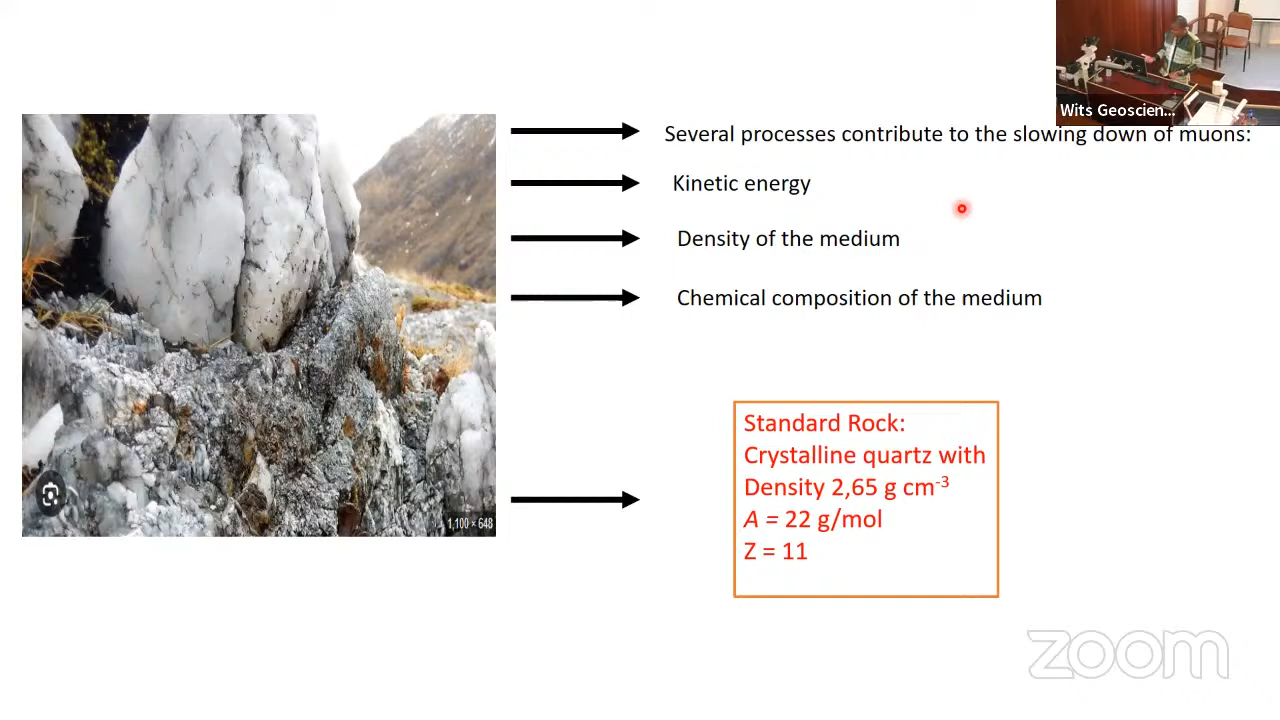 Wits Geoscien...
Several processes contribute to the slowing down of muons:
Kinetic energy
Density of the medium
Chemical composition of the medium
Standard Rock:
Crystalline quartz with
Density 2,65 g cm⁻³
A = 22 g/mol
Z = 11
1,100 × 648
zoom